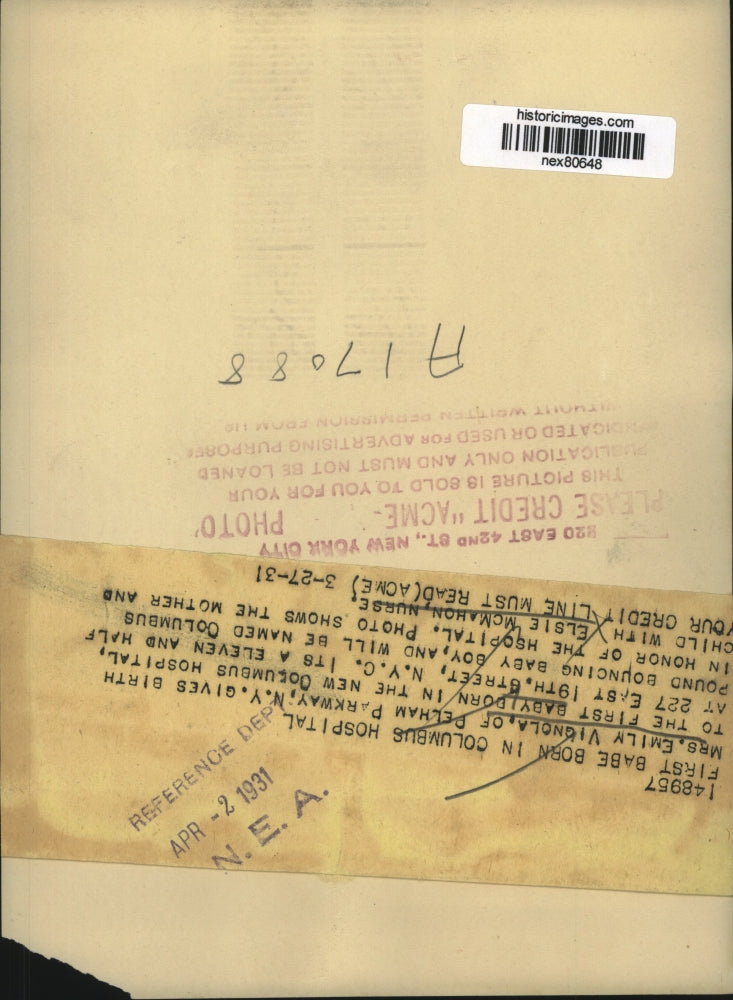 historicimages.com
nex80648
A17088
220 EAST 42ND ST., NEW YORK CITY
PLEASE CREDIT "ACME- PHOTO"
THIS PICTURE IS SOLD TO YOU FOR YOUR
PUBLICATION ONLY AND MUST NOT BE LOANED
OR USED FOR ADVERTISING PURPOSES
WITHOUT WRITTEN PERMISSION FROM US
148957
FIRST BABE BORN IN COLUMBUS HOSPITAL
MRS.EMILY VIGNOLA,OF PELHAM PARKWAY,N.Y.GIVES BIRTH
TO THE FIRST BABY BORN IN THE NEW COLUMBUS HOSPITAL,
AT 227 EAST 19TH.STREET, N.Y.C. ITS A ELEVEN AND HALF
POUND BOUNCING BABY BOY,AND WILL BE NAMED COLUMBUS
IN HONOR OF THE HSOPITAL. PHOTO SHOWS THE MOTHER AND
CHILD WITH ELSIE MCMAHON,NURSE.
YOUR CREDIT LINE MUST READ(ACME) 3-27-31
REFERENCE DEPT
APR -2 1931
N. E. A.